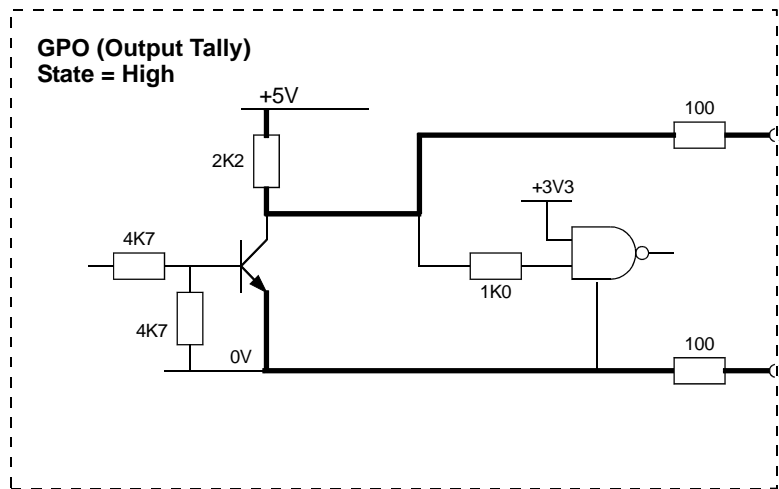 GPO (Output Tally)
State = High
+5V
100
2K2
+3V3
4K7
1K0
4K7
0V
100